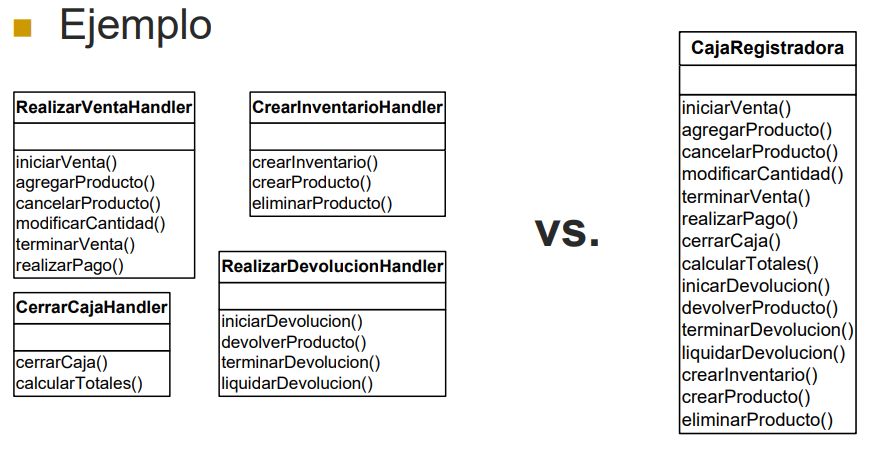 Ejemplo
RealizarVentaHandler
iniciarVenta()
agregarProducto()
cancelarProducto()
modificarCantidad()
terminarVenta()
realizarPago()
CrearInventarioHandler
crearInventario()
crearProducto()
eliminarProducto()
CerrarCajaHandler
cerrarCaja()
calcularTotales()
RealizarDevolucionHandler
iniciarDevolucion()
devolverProducto()
terminarDevolucion()
liquidarDevolucion()
vs.
CajaRegistradora
iniciarVenta()
agregarProducto()
cancelarProducto()
modificarCantidad()
terminarVenta()
realizarPago()
cerrarCaja()
calcularTotales()
inicarDevolucion()
devolverProducto()
terminarDevolucion()
liquidarDevolucion()
crearInventario()
crearProducto()
eliminarProducto()